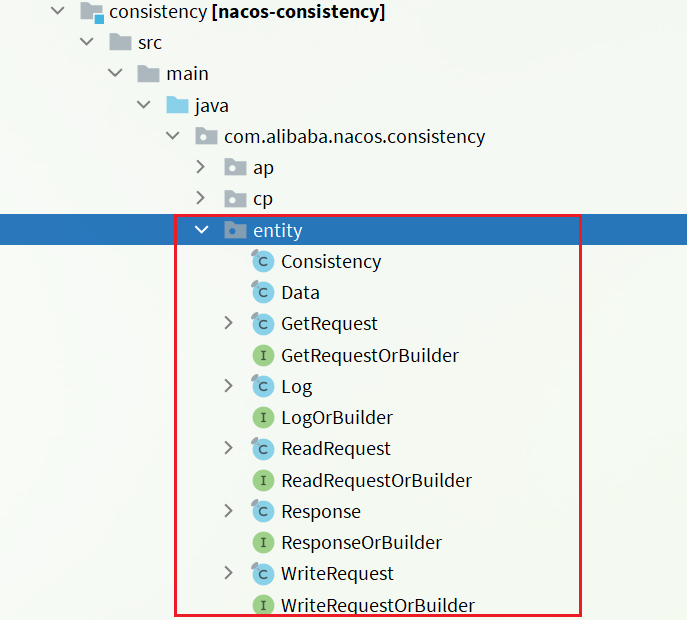 consistency [nacos-consistency]
src
main
java
com.alibaba.nacos.consistency
ap
cp
entity
C Consistency
C Data
C GetRequest
I GetRequestOrBuilder
C Log
I LogOrBuilder
C ReadRequest
I ReadRequestOrBuilder
C Response
I ResponseOrBuilder
C WriteRequest
I WriteRequestOrBuilder